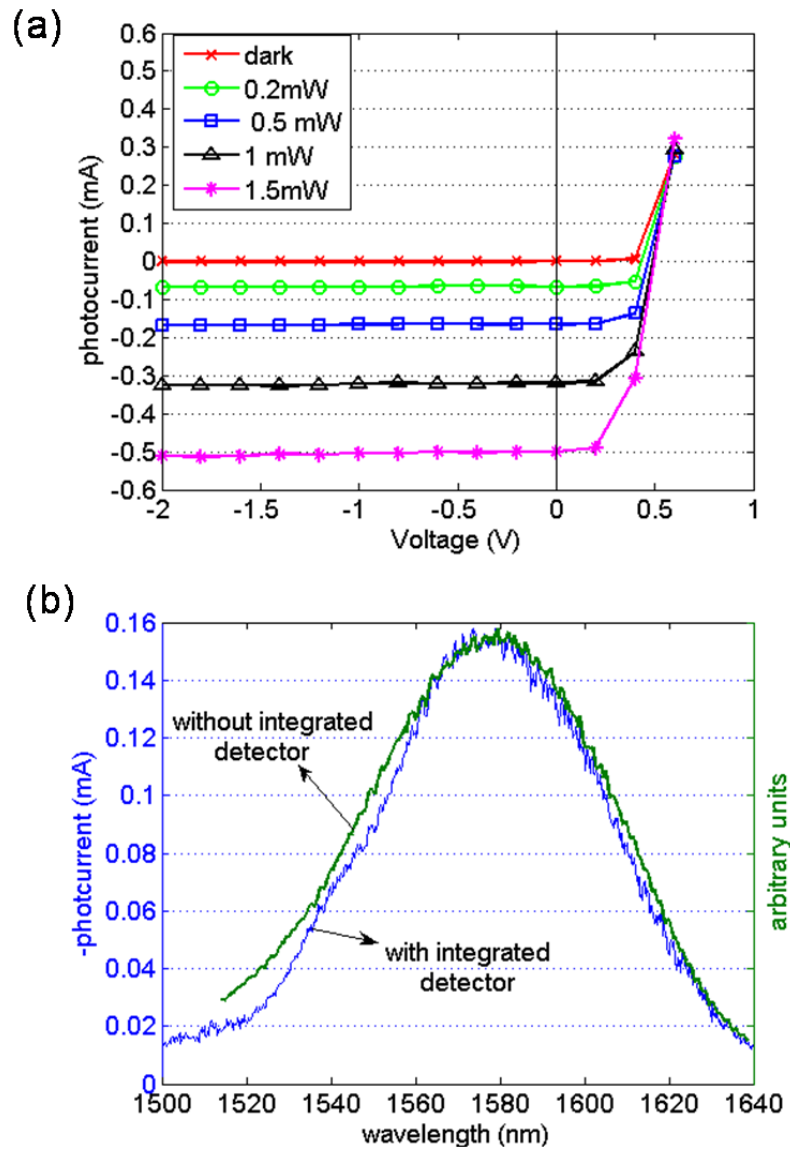 (a)
0.6
0.5
0.4
0.3
0.2
0.1
0
-0.1
-0.2
-0.3
-0.4
-0.5
-0.6
photocurrent (mA)
dark
0.2mW
0.5 mW
1 mW
1.5mW
-2 -1.5 -1 -0.5 0 0.5 1
Voltage (V)
(b)
0.16
0.14
0.12
0.1
0.08
0.06
0.04
0.02
0
-photcurrent (mA)
without integrated
detector
with integrated
detector
arbitrary units
1500 1520 1540 1560 1580 1600 1620 1640
wavelength (nm)